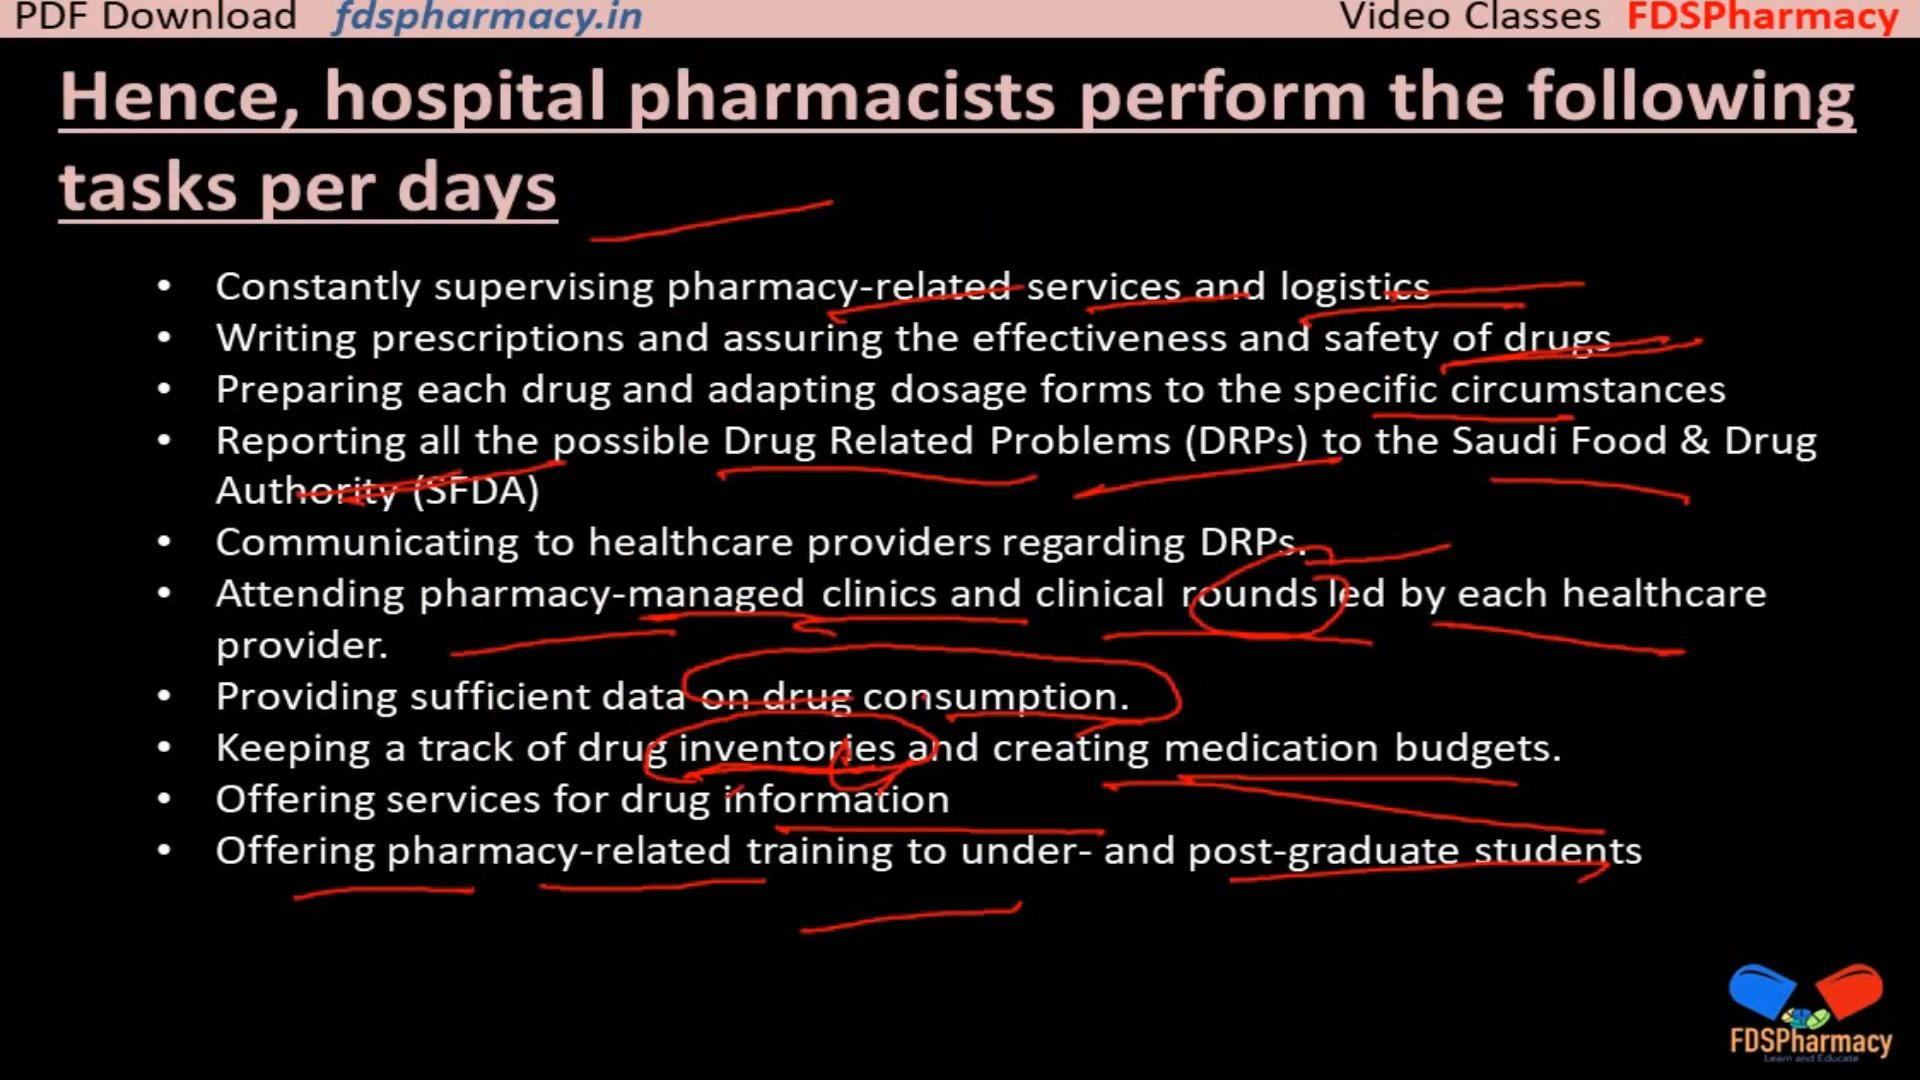 PDF Download fdspharmacy.in Video Classes FDSPharmacy
Hence, hospital pharmacists perform the following
tasks per days
• Constantly supervising pharmacy-related services and logistics
• Writing prescriptions and assuring the effectiveness and safety of drugs
• Preparing each drug and adapting dosage forms to the specific circumstances
• Reporting all the possible Drug Related Problems (DRPs) to the Saudi Food & Drug
Authority (SFDA)
• Communicating to healthcare providers regarding DRPs.
• Attending pharmacy-managed clinics and clinical rounds led by each healthcare
provider.
• Providing sufficient data on drug consumption.
• Keeping a track of drug inventories and creating medication budgets.
• Offering services for drug information
• Offering pharmacy-related training to under- and post-graduate students
FDSPharmacy
Learn and Educate